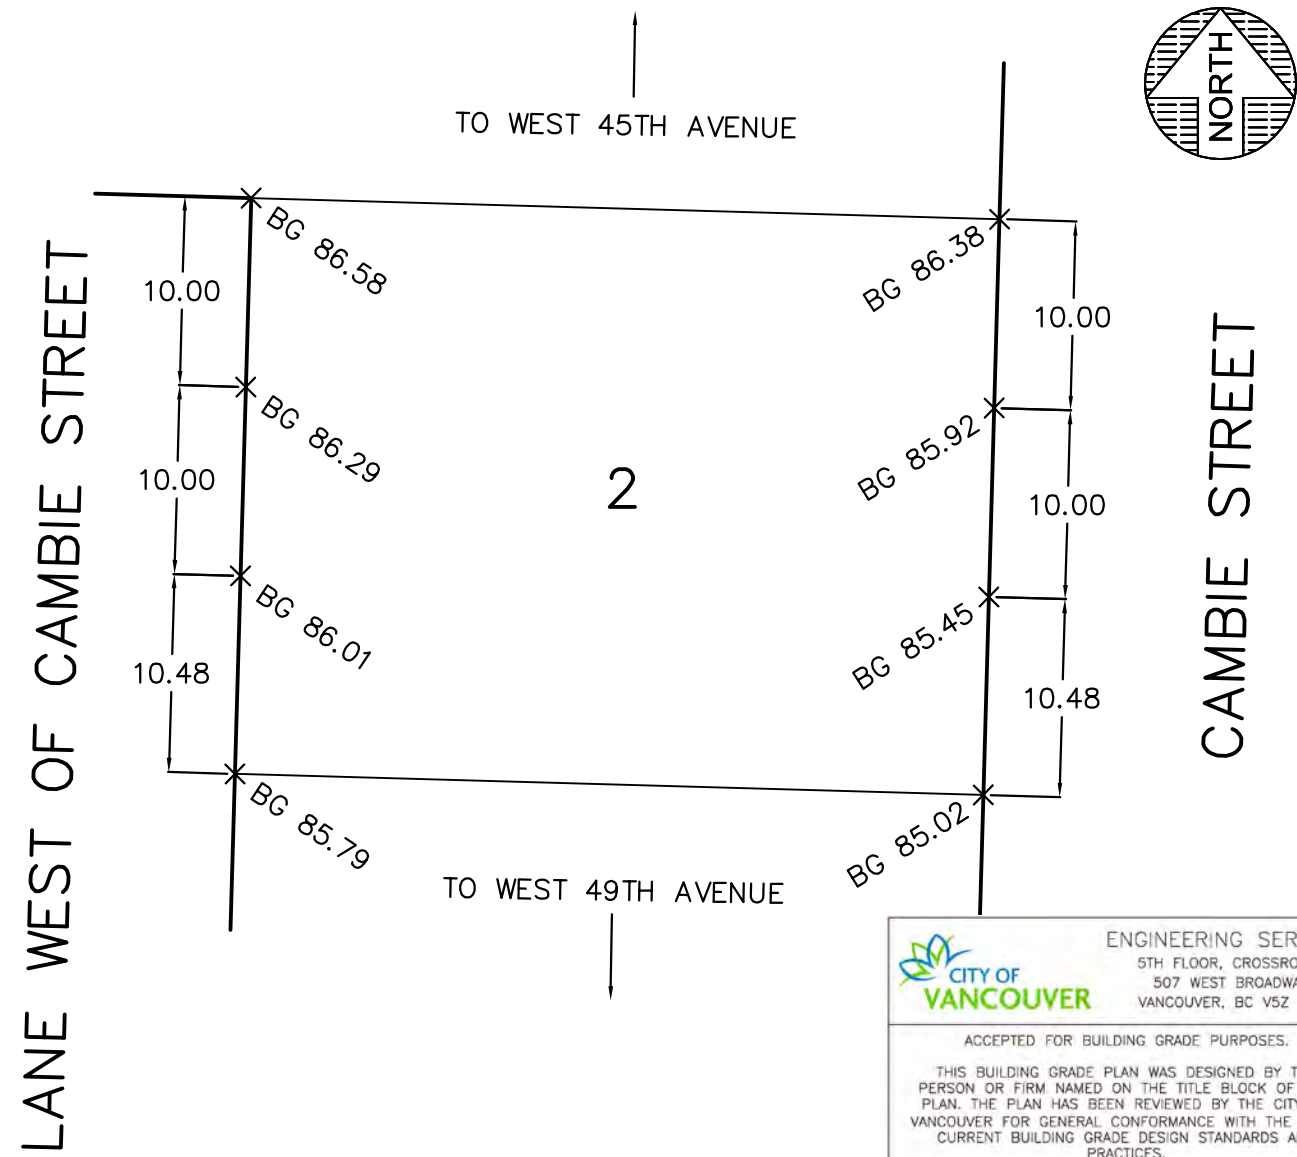 NORTH
TO WEST 45TH AVENUE
BG 86.58
BG 86.38
10.00
10.00
LANE WEST OF CAMBIE STREET
CAMBIE STREET
BG 86.29
BG 85.92
2
10.00
10.00
BG 86.01
BG 85.45
10.48
10.48
BG 85.79
BG 85.02
TO WEST 49TH AVENUE
CITY OF
VANCOUVER
ENGINEERING SER
5TH FLOOR, CROSSRO
507 WEST BROADWA
VANCOUVER, BC V5Z
ACCEPTED FOR BUILDING GRADE PURPOSES.
THIS BUILDING GRADE PLAN WAS DESIGNED BY T
PERSON OR FIRM NAMED ON THE TITLE BLOCK OF
PLAN. THE PLAN HAS BEEN REVIEWED BY THE CITY
VANCOUVER FOR GENERAL CONFORMANCE WITH THE
CURRENT BUILDING GRADE DESIGN STANDARDS A
PRACTICES.